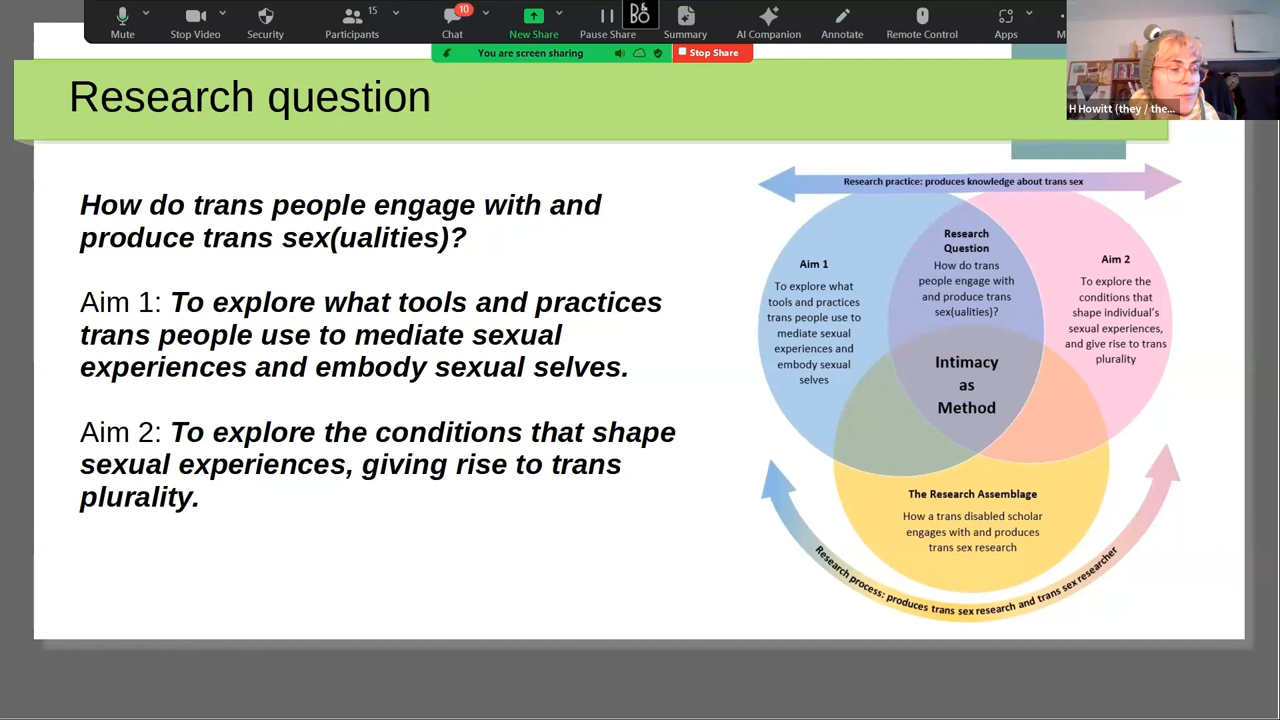 15
10
Mute
Stop Video
Security
Participants
Chat
New Share
Pause Share
Summary
AI Companion
Annotate
Remote Control
Apps
You are screen sharing
Stop Share
H Howitt (they / the...
Research question
How do trans people engage with and
produce trans sex(ualities)?
Aim 1: To explore what tools and practices
trans people use to mediate sexual
experiences and embody sexual selves.
Aim 2: To explore the conditions that shape
sexual experiences, giving rise to trans
plurality.
Research practice: produces knowledge about trans sex
Aim 1
To explore what
tools and practices
trans people use to
mediate sexual
experiences and
embody sexual
selves
Research
Question
How do trans
people engage with
and produce trans
sex(ualities)?
Aim 2
To explore the
conditions that
shape individual's
sexual experiences,
and give rise to trans
plurality
Intimacy
as
Method
The Research Assemblage
How a trans disabled scholar
engages with and produces
trans sex research
Research process: produces trans sex research and trans sex researcher